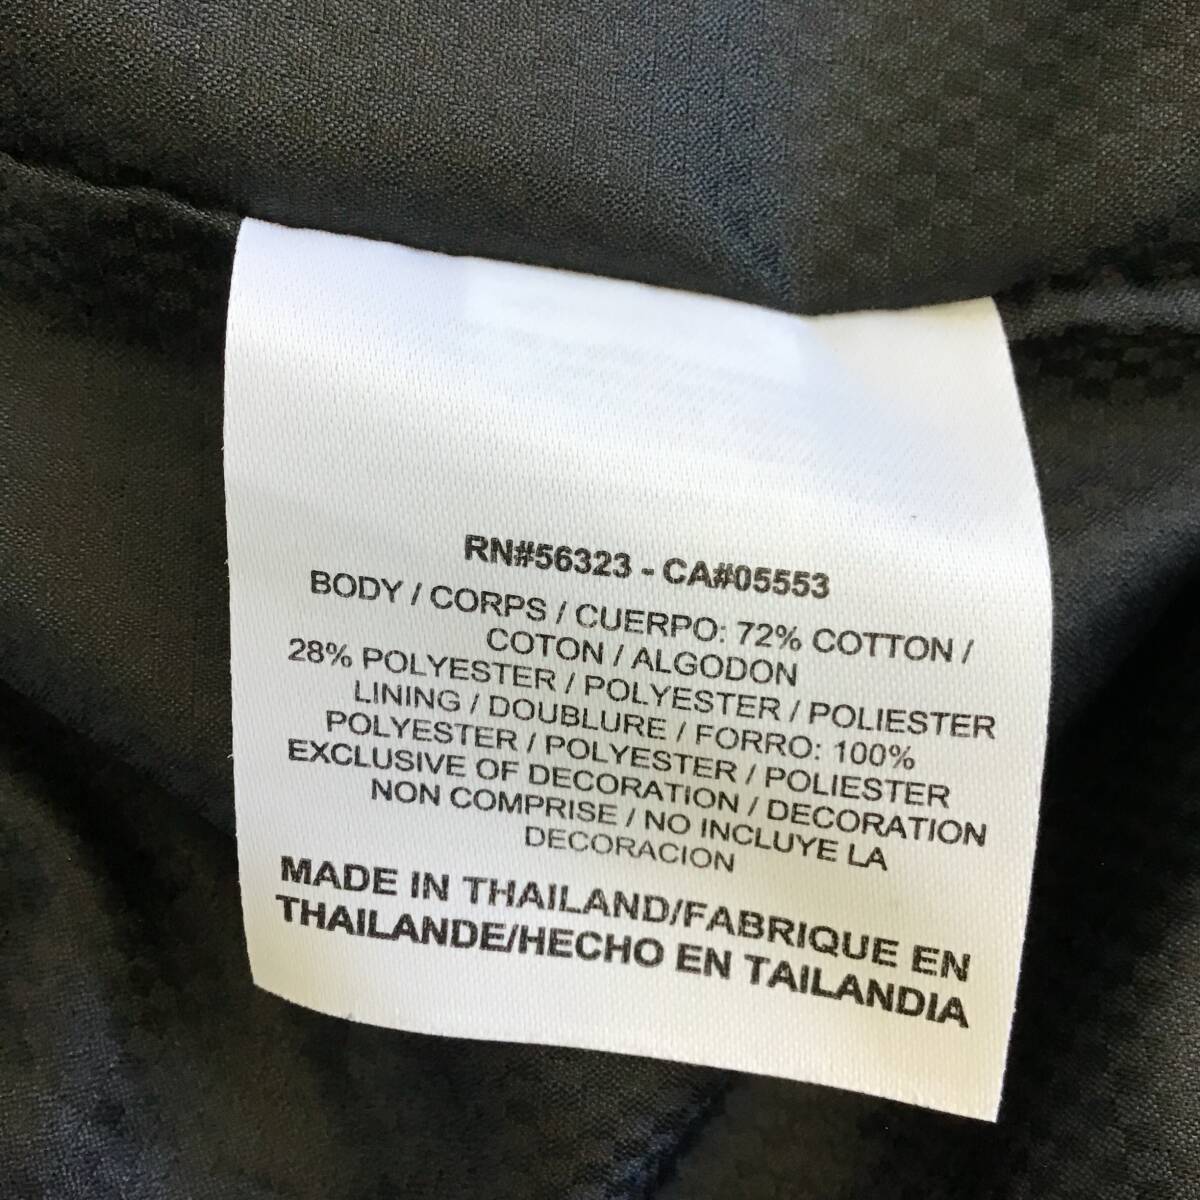 RN#56323 - CA#05553
BODY / CORPS / CUERPO: 72% COTTON /
COTON / ALGODON
28% POLYESTER / POLYESTER / POLIESTER
LINING / DOUBLURE / FORRO: 100%
POLYESTER / POLYESTER / POLIESTER
EXCLUSIVE OF DECORATION / DECORATION
NON COMPRISE / NO INCLUYE LA
DECORACION
MADE IN THAILAND/FABRIQUE EN
THAILANDE/HECHO EN TAILANDIA